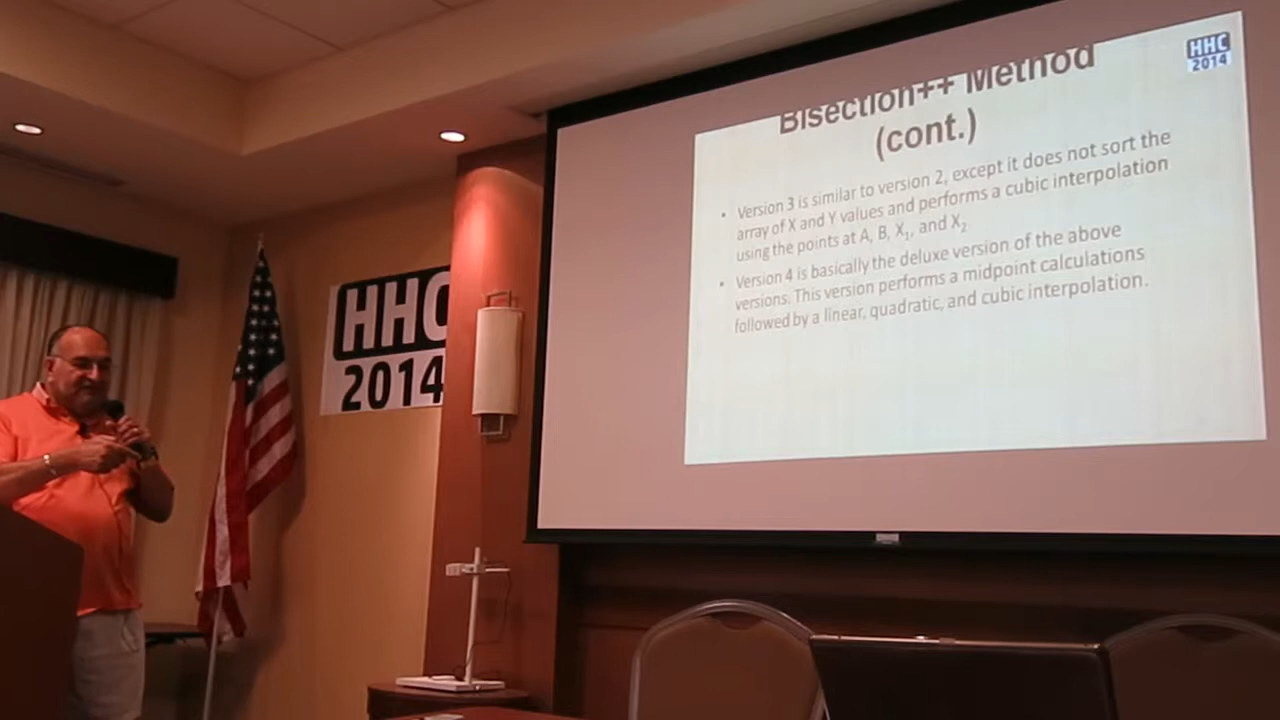 HHC
2014
Bisection++ Method
(cont.)
• Version 3 is similar to version 2, except it does not sort the
array of X and Y values and performs a cubic interpolation
using the points at A, B, X₁, and X₂
• Version 4 is basically the deluxe version of the above
versions. This version performs a midpoint calculations
followed by a linear, quadratic, and cubic interpolation.
HHC
2014